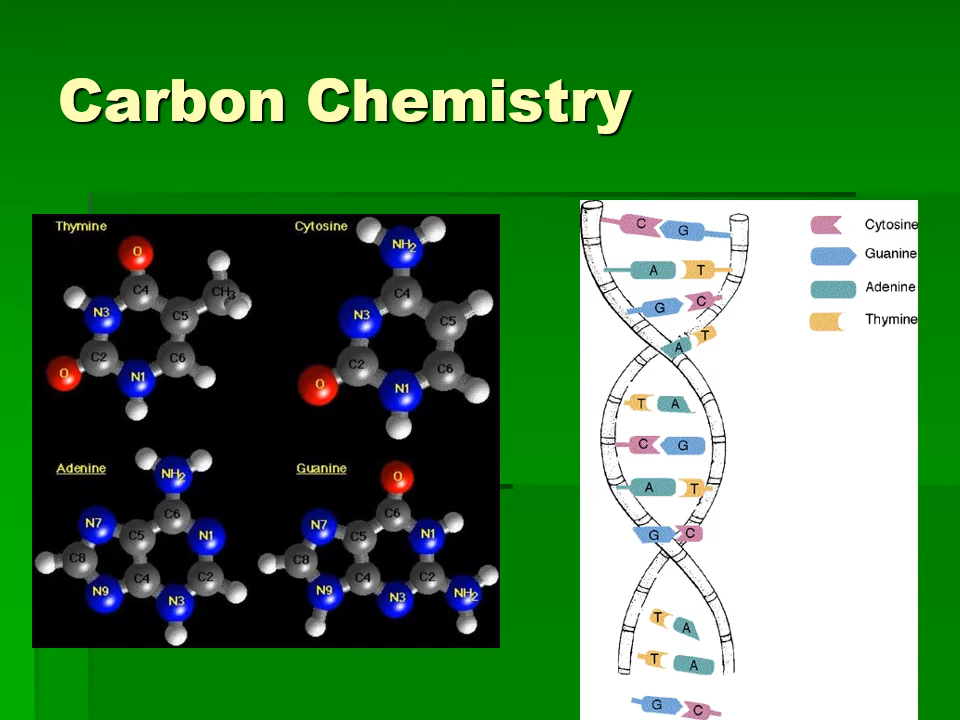 Carbon Chemistry
Thymine
O
C4
CH3
N3
C5
C2
C6
O
N1
Cytosine
NH2
C4
N3
C5
C2
C6
O
N1
Adenine
NH2
C6
N7
C5
N1
C8
C4
C2
N9
N3
Guanine
O
C6
N7
C5
N1
C8
C4
C2
N9
N3
NH2
C G
A T
G C
A T
T A
C G
A T
G C
T A
T A
G C
Cytosine
Guanine
Adenine
Thymine